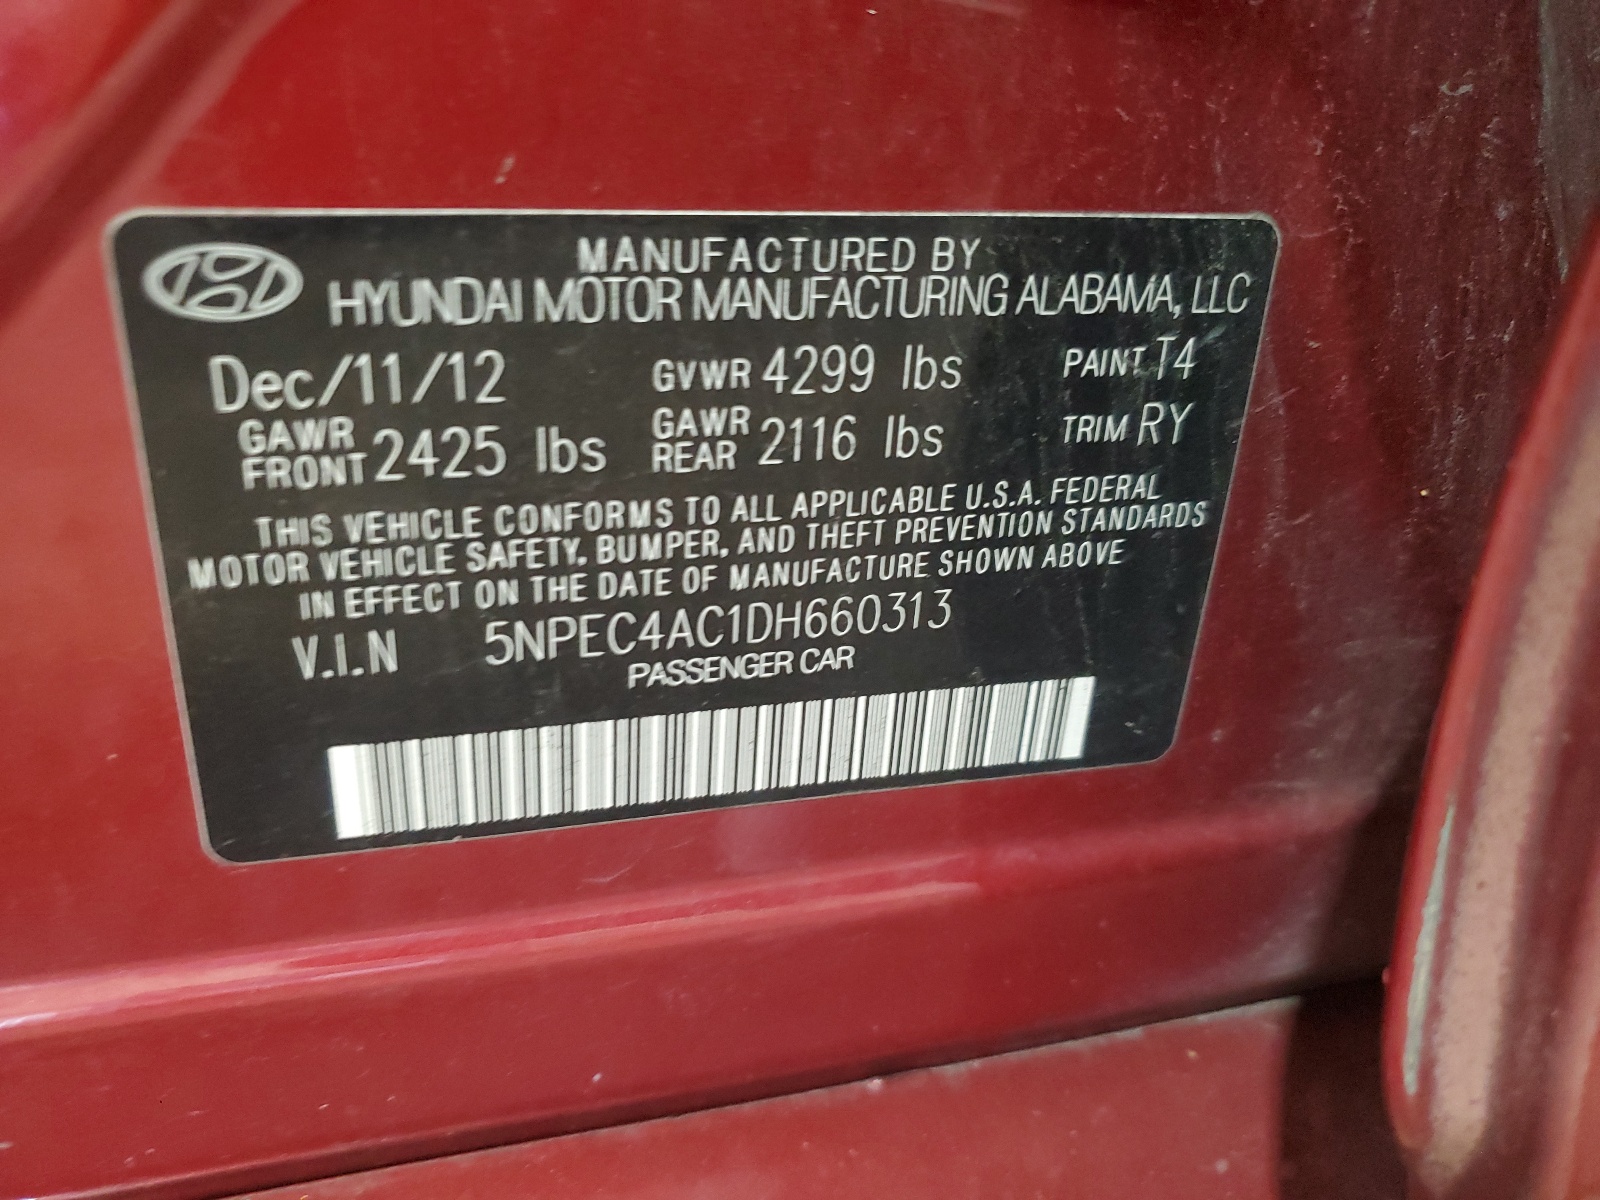 MANUFACTURED BY
HYUNDAI MOTOR MANUFACTURING ALABAMA, LLC
Dec/11/12 GVWR 4299 lbs PAINT T4
GAWR FRONT 2425 lbs GAWR REAR 2116 lbs TRIM RY
THIS VEHICLE CONFORMS TO ALL APPLICABLE U.S.A. FEDERAL
MOTOR VEHICLE SAFETY, BUMPER, AND THEFT PREVENTION STANDARDS
IN EFFECT ON THE DATE OF MANUFACTURE SHOWN ABOVE
V.I.N 5NPEC4AC1DH660313
PASSENGER CAR